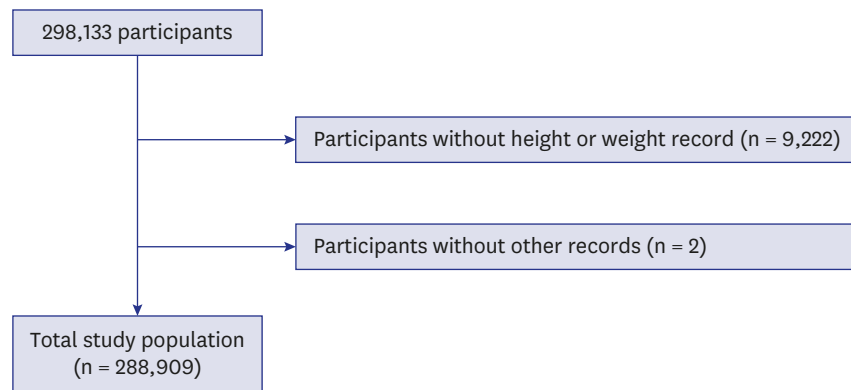 298,133 participants
Participants without height or weight record (n = 9,222)
Participants without other records (n = 2)
Total study population
(n = 288,909)